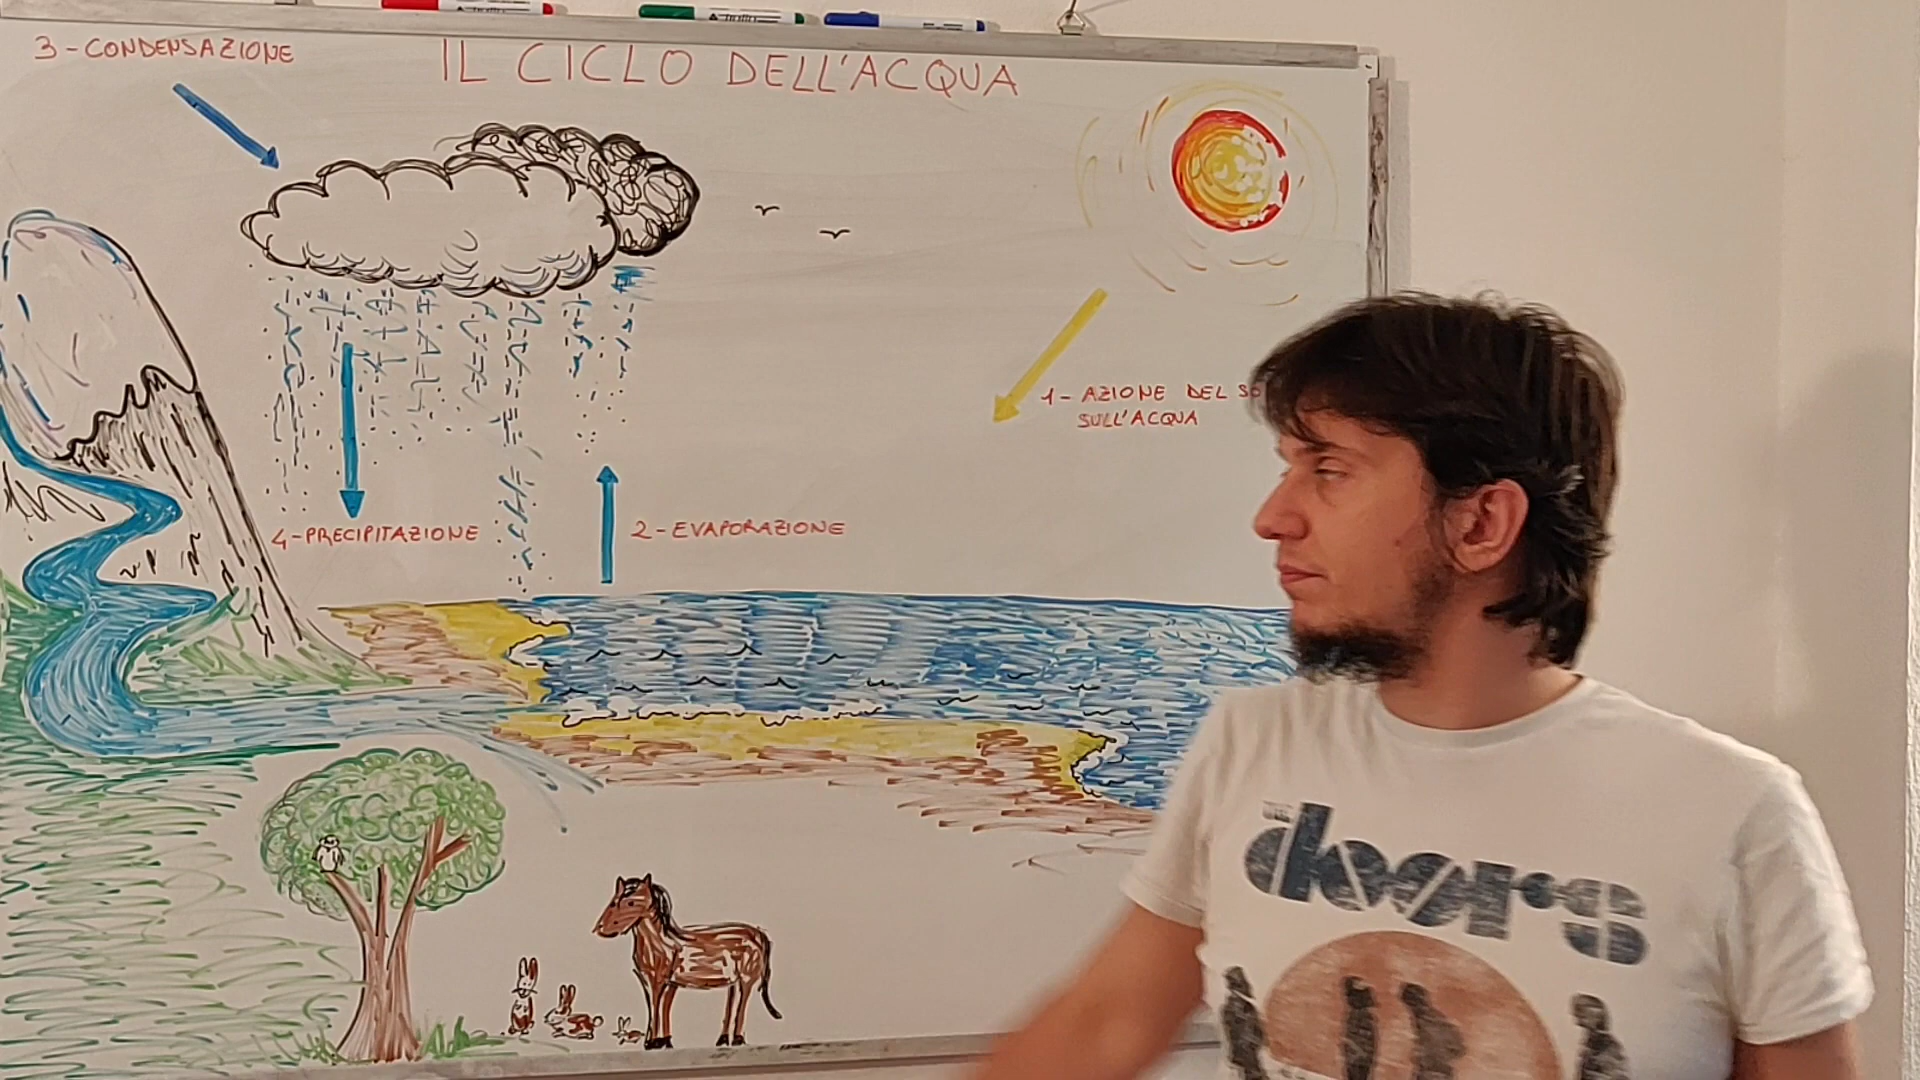 3-CONDENSAZIONE
IL CICLO DELL'ACQUA
1- AZIONE DEL SO
SULL'ACQUA
4-PRECIPITAZIONE
2-EVAPORAZIONE
THE
doors